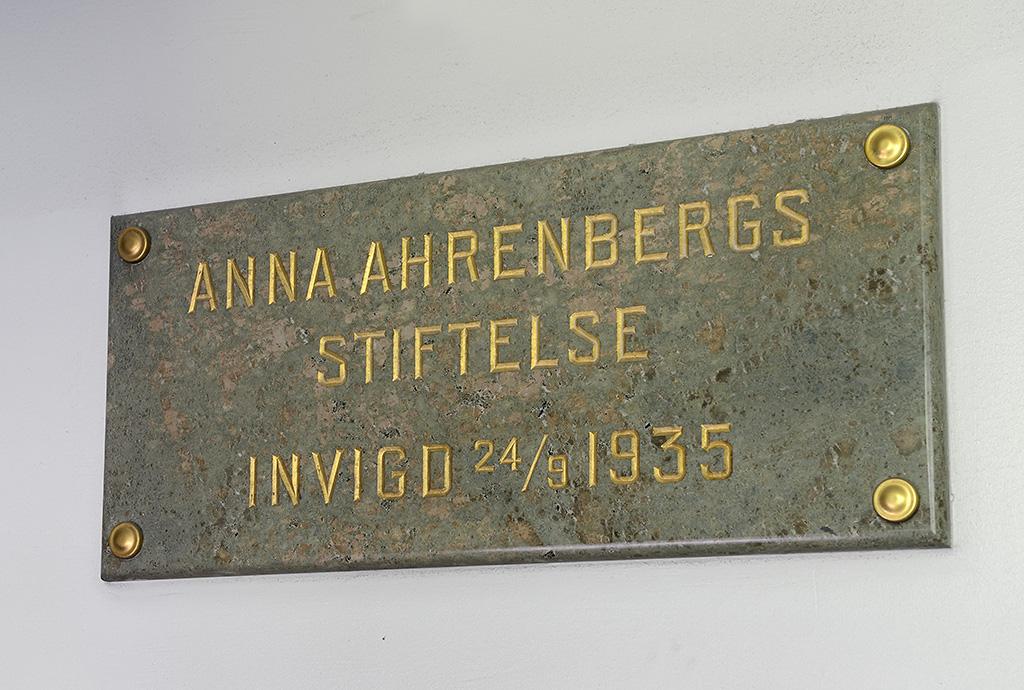 ANNA AHRENBERGS
STIFTELSE
INVIGD 24/9 1935